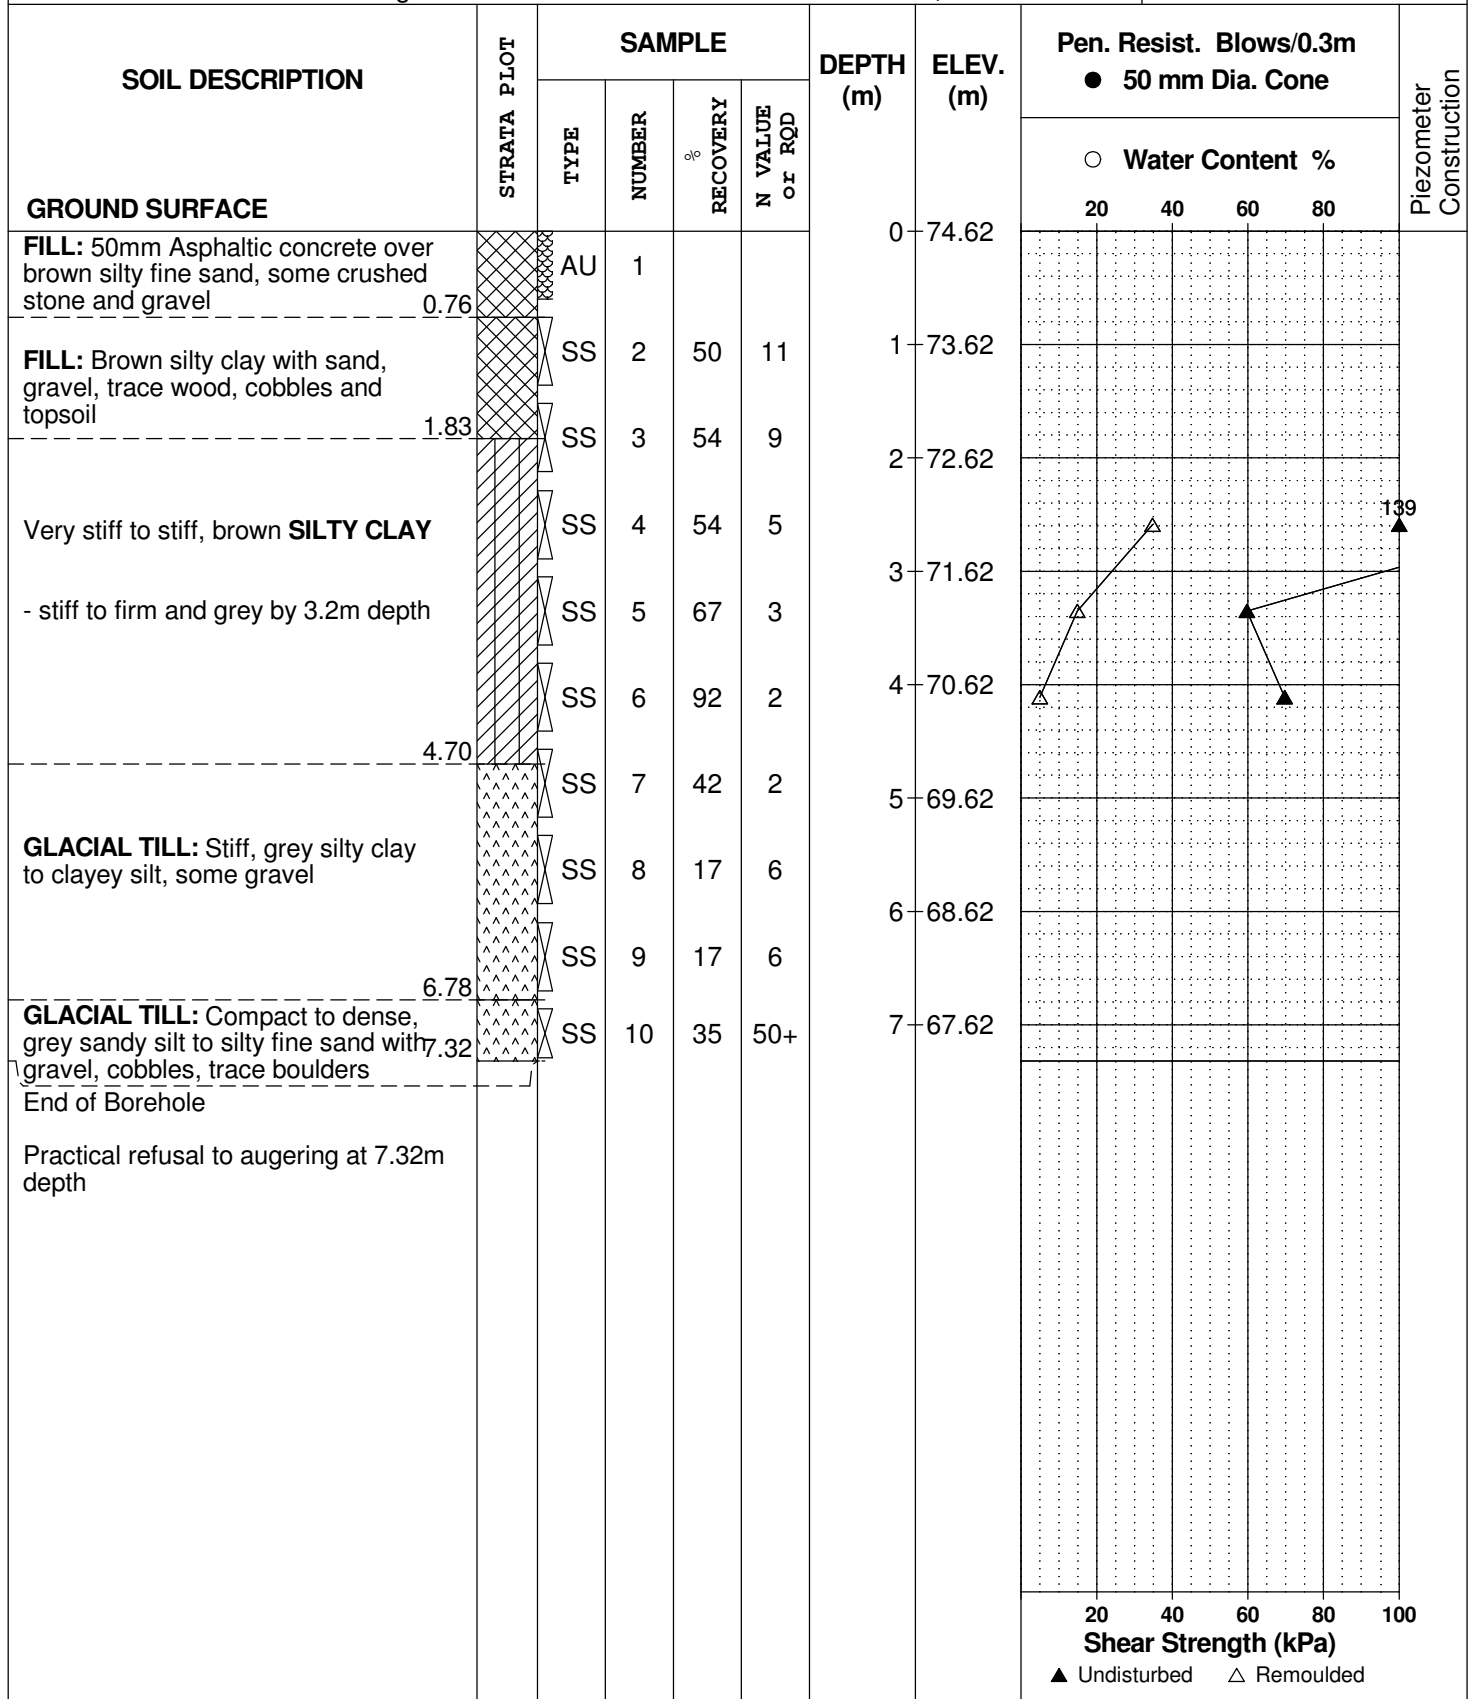 SOIL DESCRIPTION
GROUND SURFACE
STRATA PLOT
SAMPLE
TYPE
NUMBER
% RECOVERY
N VALUE
or RQD
DEPTH
(m)
ELEV.
(m)
Pen. Resist. Blows/0.3m
● 50 mm Dia. Cone
○ Water Content %
20 40 60 80
Piezometer
Construction
FILL: 50mm Asphaltic concrete over
brown silty fine sand, some crushed
stone and gravel 0.76
FILL: Brown silty clay with sand,
gravel, trace wood, cobbles and
topsoil 1.83
Very stiff to stiff, brown SILTY CLAY
- stiff to firm and grey by 3.2m depth
4.70
GLACIAL TILL: Stiff, grey silty clay
to clayey silt, some gravel
6.78
GLACIAL TILL: Compact to dense,
grey sandy silt to silty fine sand with 7.32
gravel, cobbles, trace boulders
End of Borehole
Practical refusal to augering at 7.32m
depth
AU 1
SS 2 50 11
SS 3 54 9
SS 4 54 5
SS 5 67 3
SS 6 92 2
SS 7 42 2
SS 8 17 6
SS 9 17 6
SS 10 35 50+
0 74.62
1 73.62
2 72.62
3 71.62
4 70.62
5 69.62
6 68.62
7 67.62
139
20 40 60 80 100
Shear Strength (kPa)
▲ Undisturbed △ Remoulded